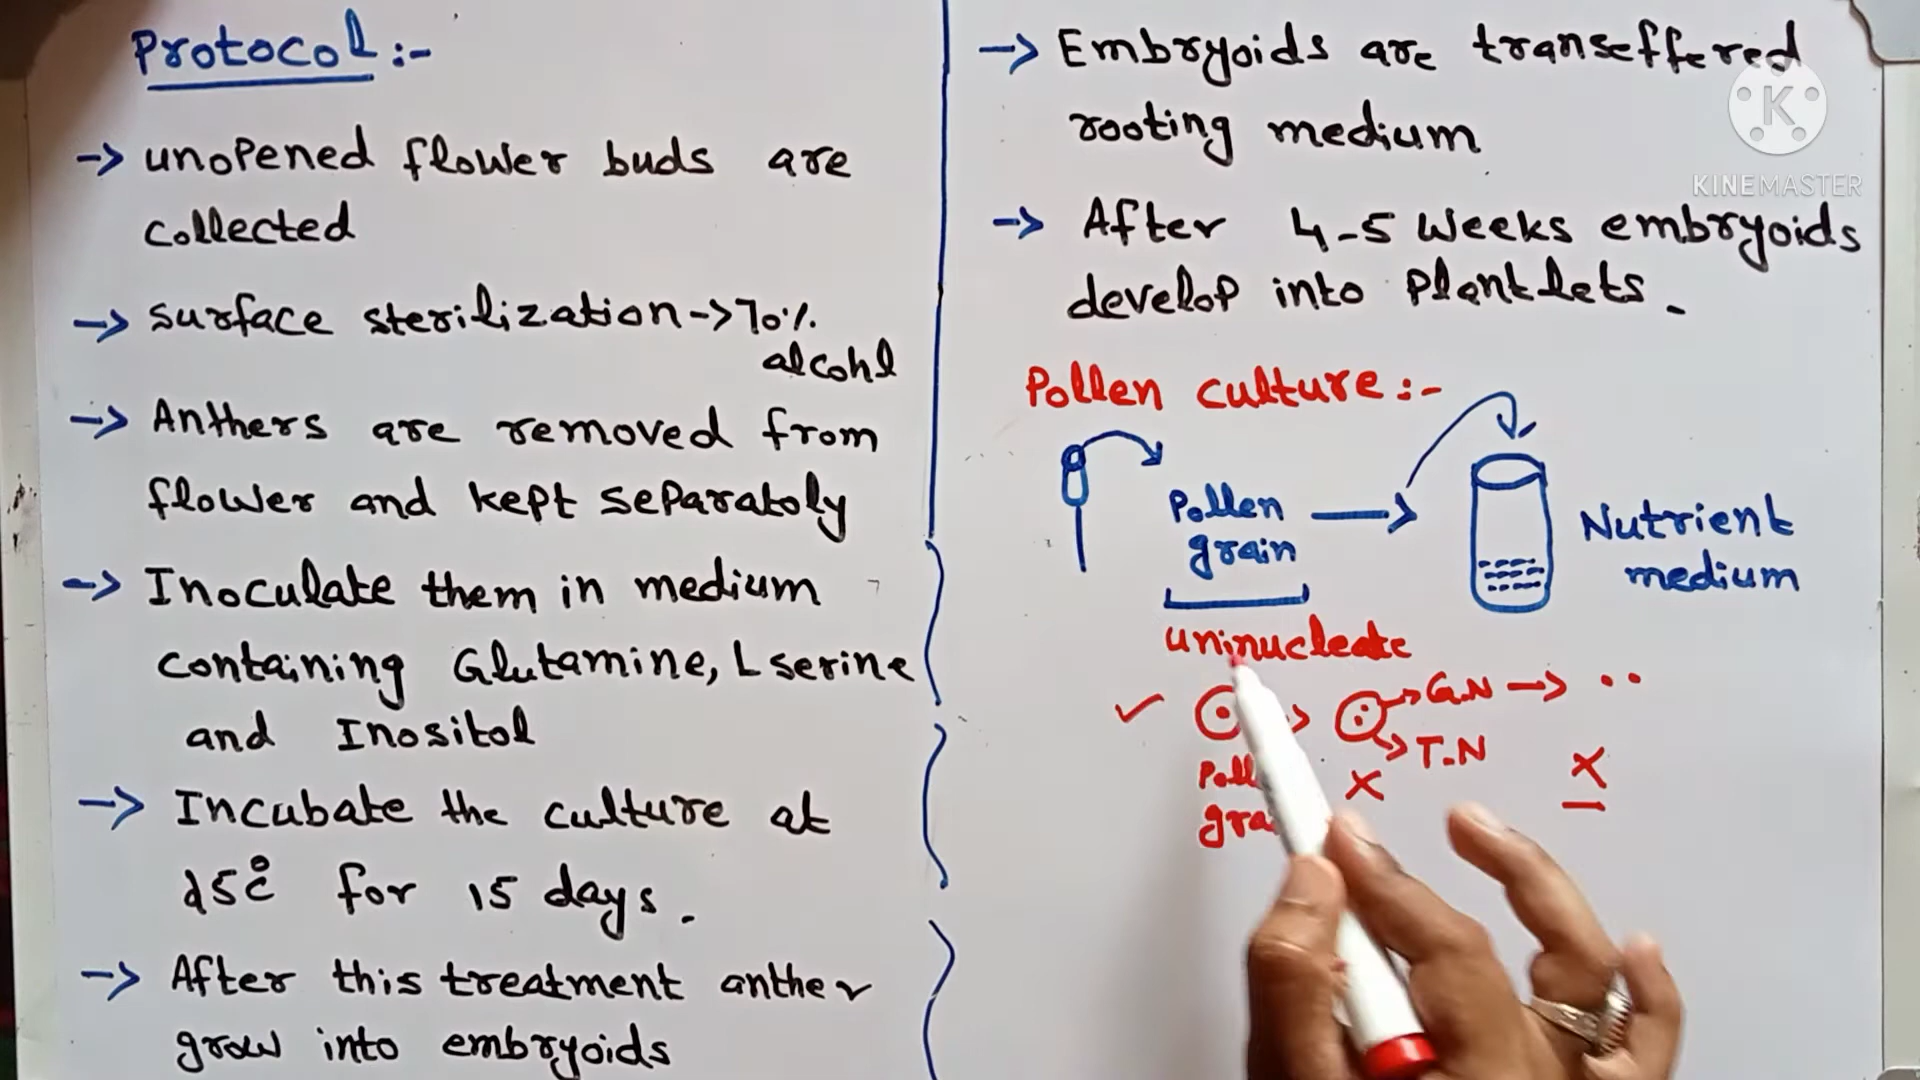 Protocol:-
-> unopened flower buds are
collected
-> surface sterilization -> 70%
alcohl
-> Anthers are removed from
flower and kept separatoly
-> Inoculate them in medium
containing Glutamine, L serine
and Inositol
-> Incubate the culture at
25°c for 15 days.
-> After this treatment anther
grow into embryoids
-> Embryoids are transeffered
rooting medium
-> After 4-5 weeks embryoids
develop into plantlets.
Pollen culture:-
Pollen
grain
Nutrient
medium
uninucleate
G.N ->
T.N
K
KINEMASTER